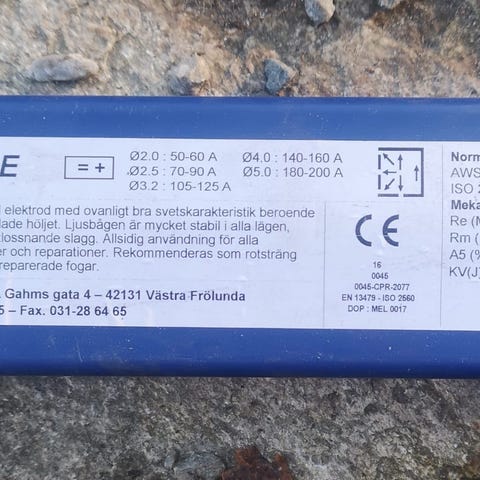 E
= +
Ø2.0 : 50-60 A Ø4.0 : 140-160 A
Ø2.5 : 70-90 A Ø5.0 : 180-200 A
Ø3.2 : 105-125 A
elektrod med ovanligt bra svetskarakteristik beroende
lade höljet. Ljusbågen är mycket stabil i alla lägen,
lossnande slagg. Allsidig användning för alla
er och reparationer. Rekommenderas som rotsträng
reparerade fogar.
Gahms gata 4 – 42131 Västra Frölunda
5 – Fax. 031-28 64 65
CE
16
0045
0045-CPR-2077
EN 13479 - ISO 2560
DOP : MEL 0017
Norm
AWS
ISO 2
Meka
Re (M
Rm (
A5 (%
KV(J)